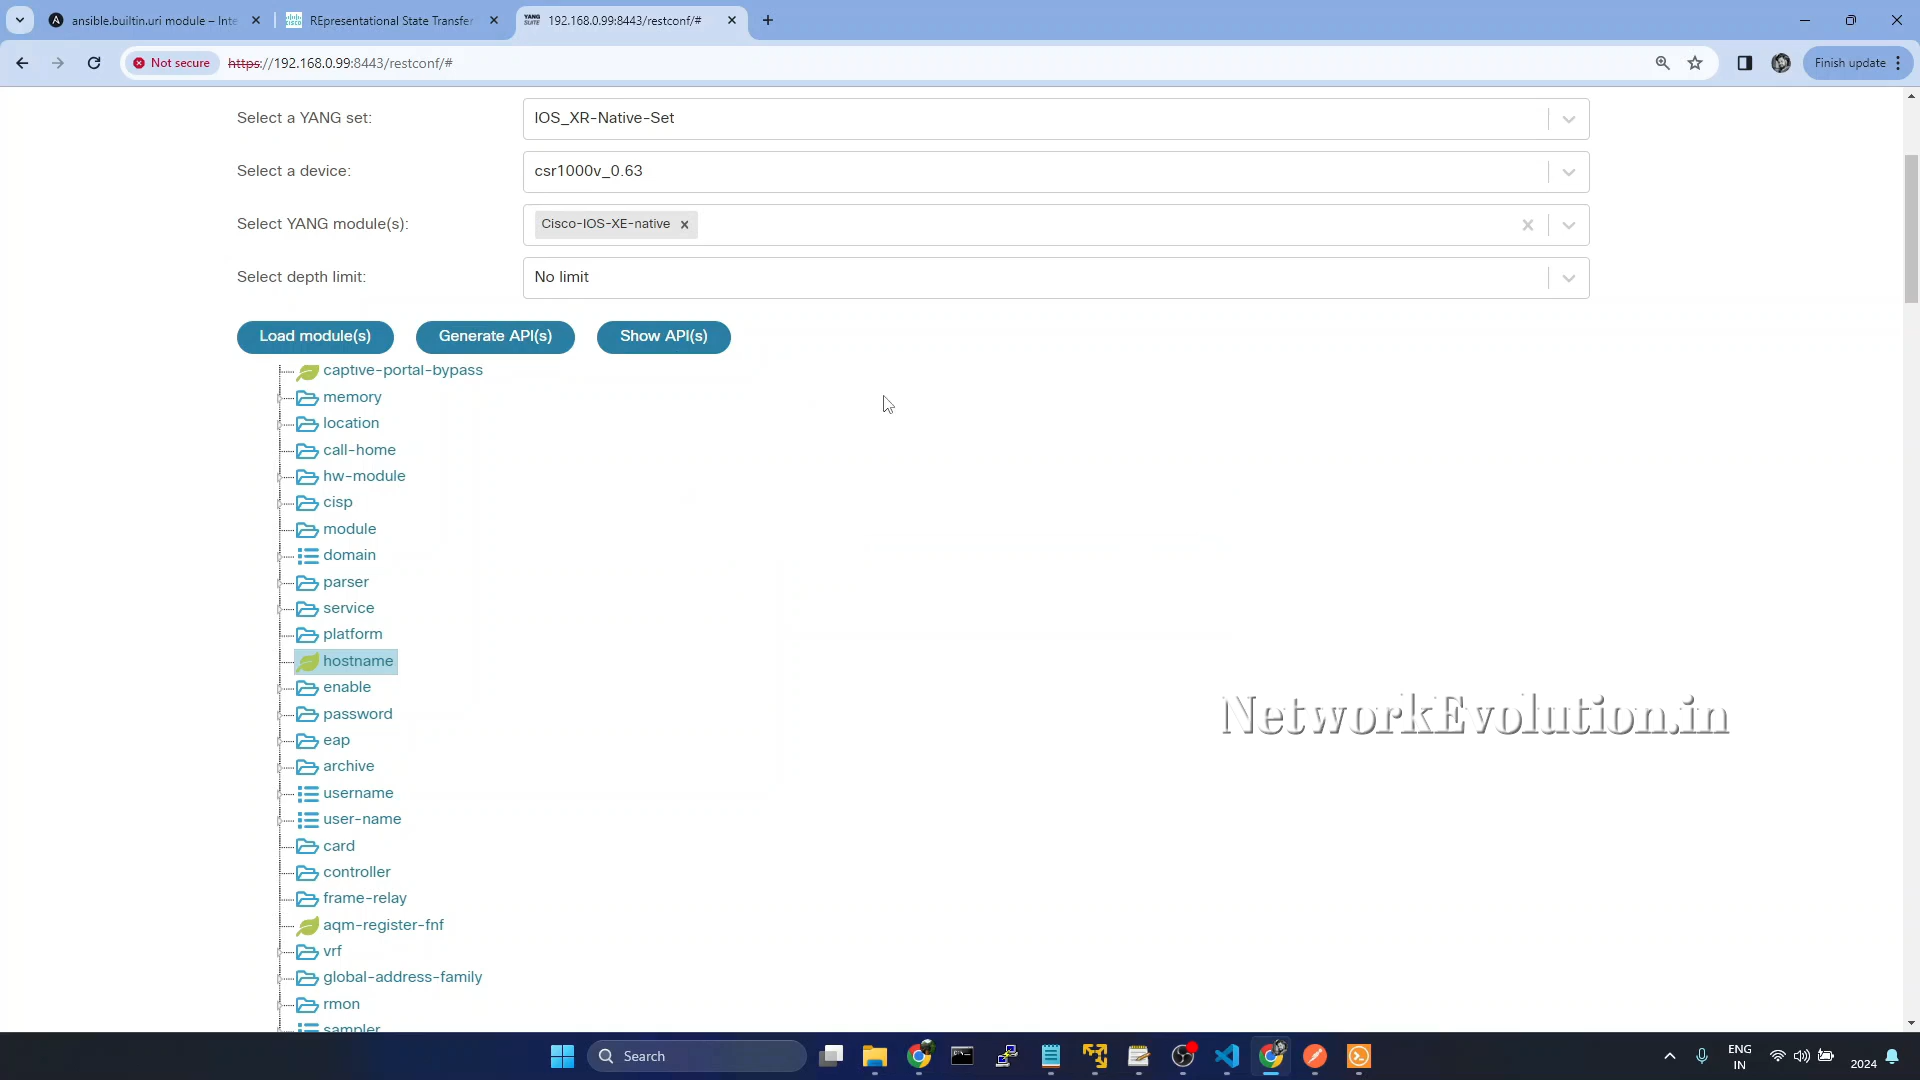 ansible.builtin.uri module – Inte
REpresentational State Transfer
YANG SUITE
192.168.0.99:8443/restconf/#
Not secure
https://192.168.0.99:8443/restconf/#
Finish update
Select a YANG set:
IOS_XR-Native-Set
Select a device:
csr1000v_0.63
Select YANG module(s):
Cisco-IOS-XE-native
Select depth limit:
No limit
Load module(s)
Generate API(s)
Show API(s)
captive-portal-bypass
memory
location
call-home
hw-module
cisp
module
domain
parser
service
platform
hostname
enable
password
eap
archive
username
user-name
card
controller
frame-relay
aqm-register-fnf
vrf
global-address-family
rmon
sampler
NetworkEvolution.in
Search
ENG
IN
2024